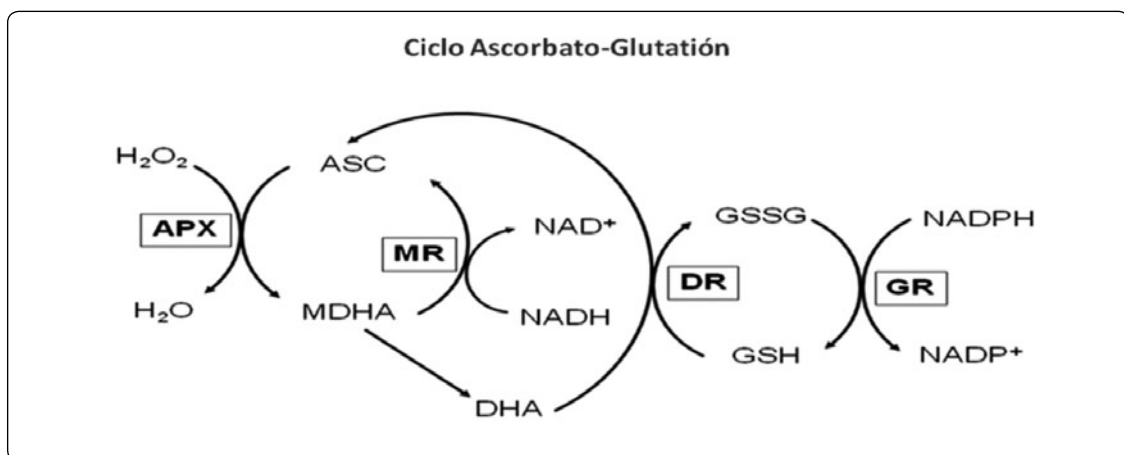 Ciclo Ascorbato-Glutatión
H₂O₂
ASC
APX
H₂O
MDHA
MR
NAD⁺
NADH
DHA
DR
GSSG
GSH
GR
NADPH
NADP⁺